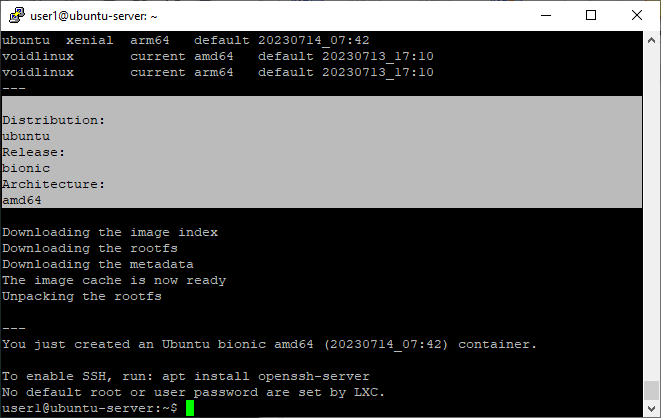 user1@ubuntu-server: ~
ubuntu  xenial  arm64   default 20230714_07:42
voidlinux       current amd64   default 20230713_17:10
voidlinux       current arm64   default 20230713_17:10
---
Distribution:
ubuntu
Release:
bionic
Architecture:
amd64
Downloading the image index
Downloading the rootfs
Downloading the metadata
The image cache is now ready
Unpacking the rootfs
---
You just created an Ubuntu bionic amd64 (20230714_07:42) container.
To enable SSH, run: apt install openssh-server
No default root or user password are set by LXC.
user1@ubuntu-server:~$